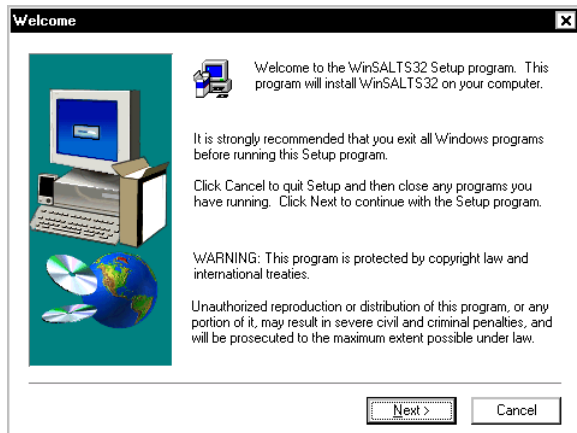 Welcome
Welcome to the WinSALTS32 Setup program. This
program will install WinSALTS32 on your computer.
It is strongly recommended that you exit all Windows programs
before running this Setup program.
Click Cancel to quit Setup and then close any programs you
have running. Click Next to continue with the Setup program.
WARNING: This program is protected by copyright law and
international treaties.
Unauthorized reproduction or distribution of this program, or any
portion of it, may result in severe civil and criminal penalties, and
will be prosecuted to the maximum extent possible under law.
Next >
Cancel